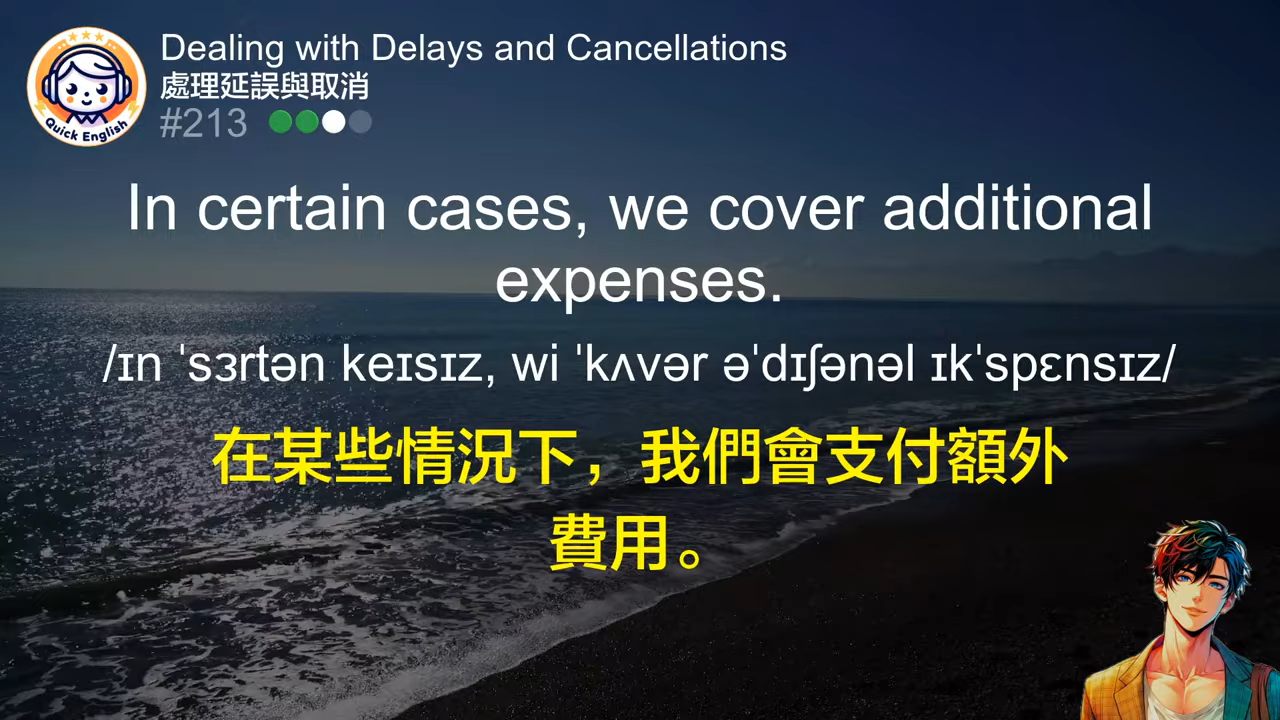 Dealing with Delays and Cancellations
處理延誤與取消
#213
Quick English
In certain cases, we cover additional
expenses.
/ɪn ˈsɜrtən keɪsɪz, wi ˈkʌvər əˈdɪʃənəl ɪkˈspɛnsɪz/
在某些情況下，我們會支付額外
費用。